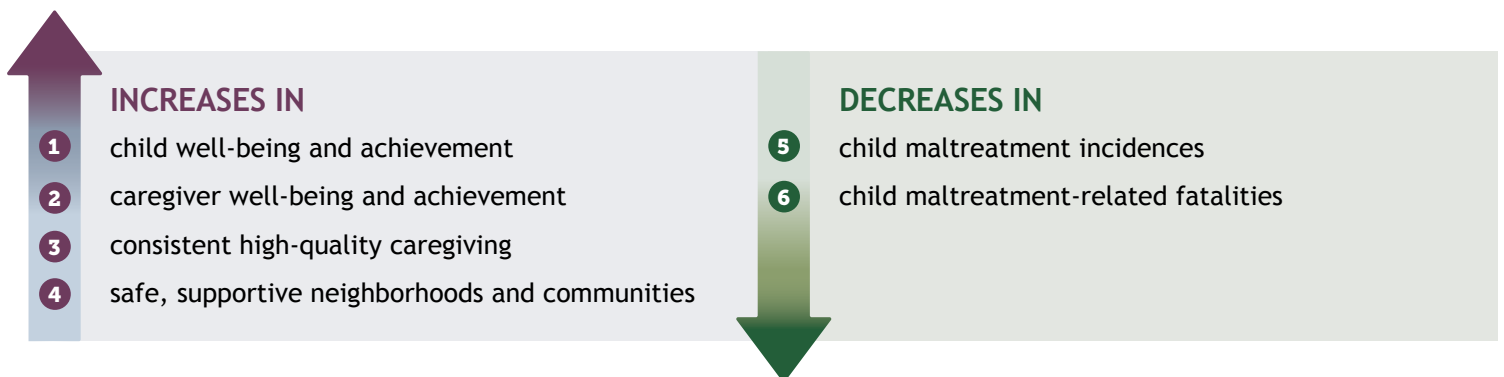 INCREASES IN
1 child well-being and achievement
2 caregiver well-being and achievement
3 consistent high-quality caregiving
4 safe, supportive neighborhoods and communities
DECREASES IN
5 child maltreatment incidences
6 child maltreatment-related fatalities